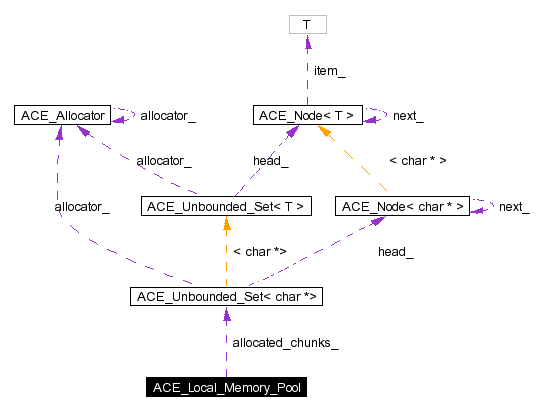 T
item_
ACE_Allocator
allocator_
ACE_Node< T >
next_
allocator_
head_
< char * >
allocator_
ACE_Unbounded_Set< T >
ACE_Node< char * >
next_
< char *>
head_
ACE_Unbounded_Set< char *>
allocated_chunks_
ACE_Local_Memory_Pool